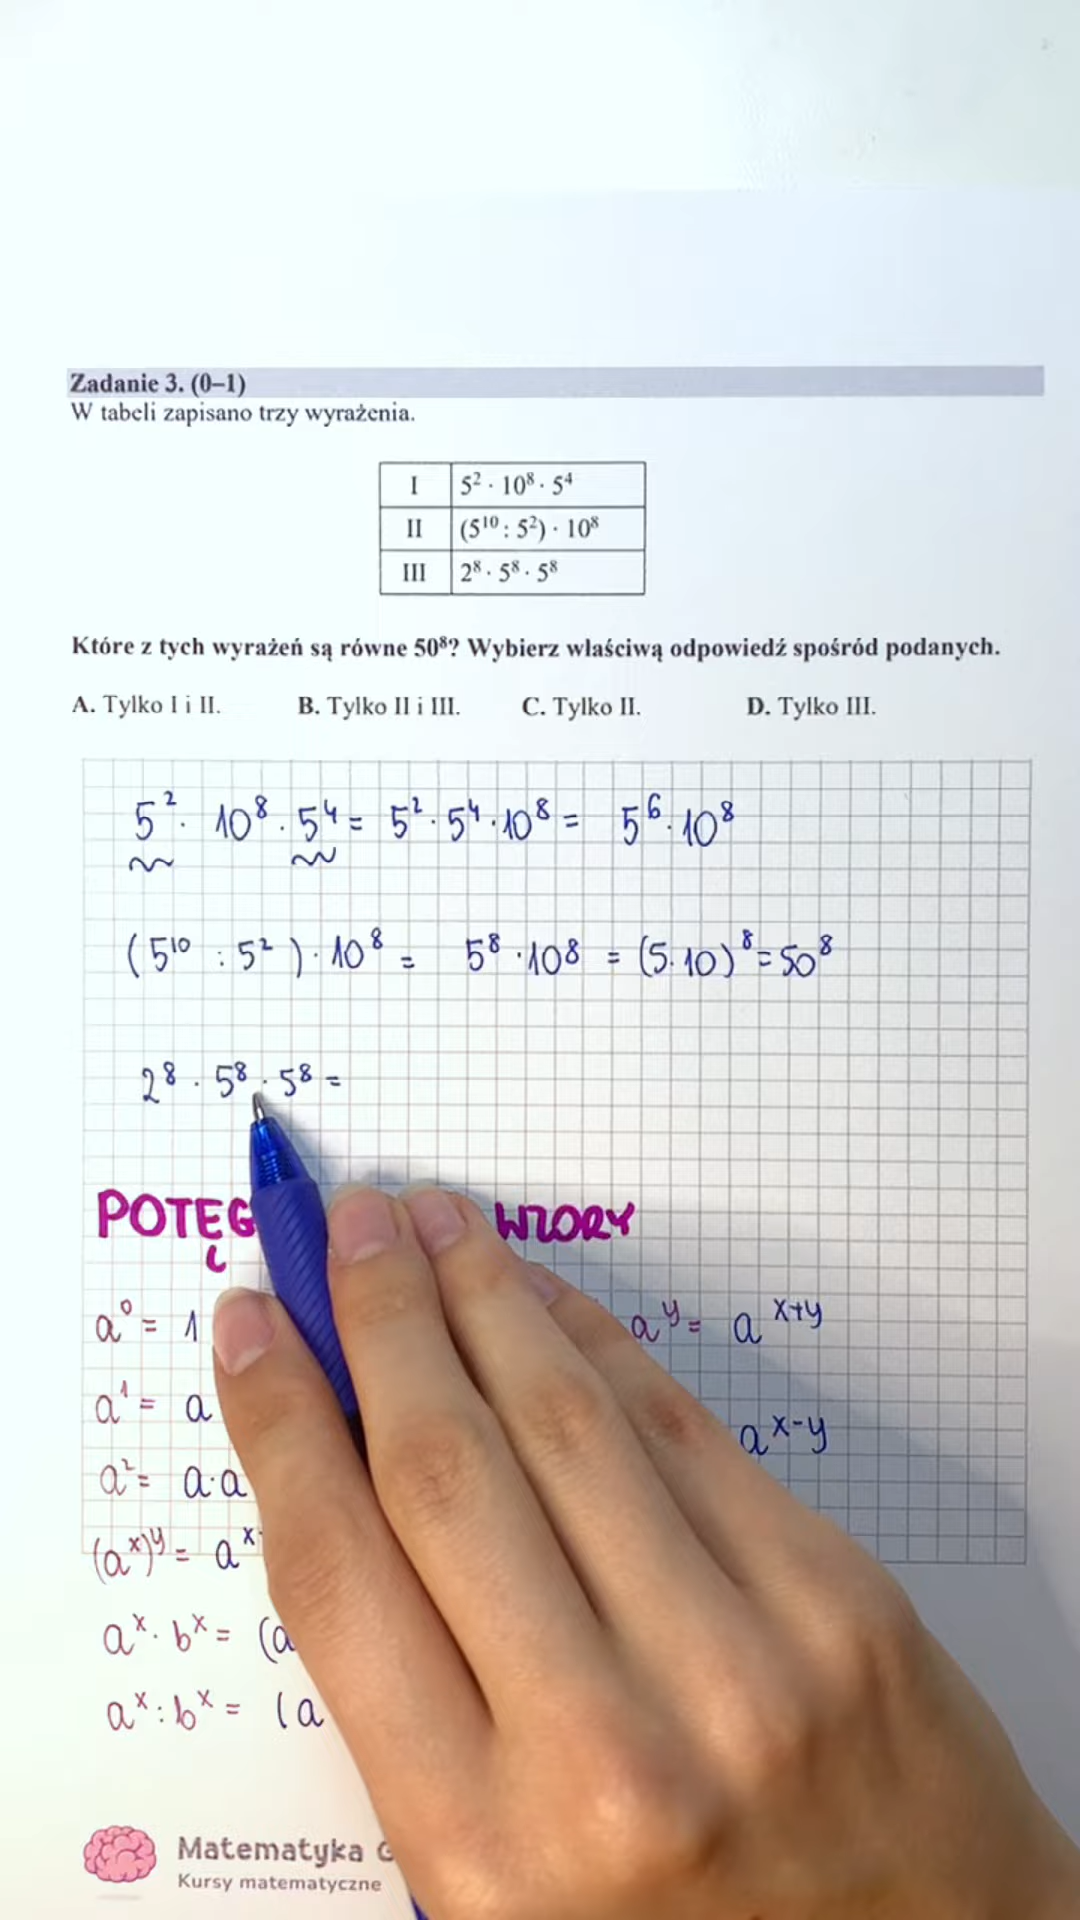 Zadanie 3. (0–1)
W tabeli zapisano trzy wyrażenia.
I 5² · 10⁸ · 5⁴
II (5¹⁰ : 5²) · 10⁸
III 2⁸ · 5⁸ · 5⁸
Które z tych wyrażeń są równe 50⁸? Wybierz właściwą odpowiedź spośród podanych.
A. Tylko I i II. B. Tylko II i III. C. Tylko II. D. Tylko III.
5² · 10⁸ · 5⁴ = 5² · 5⁴ · 10⁸ = 5⁶ · 10⁸
(5¹⁰ : 5²) · 10⁸ = 5⁸ · 10⁸ = (5 · 10)⁸ = 50⁸
2⁸ · 5⁸ · 5⁸ =
POTĘG WZORY
a⁰ = 1 aʸ = aˣ⁺ʸ
a¹ = a aˣ⁻ʸ
a² = a·a
(aˣ)ʸ = aˣ
aˣ · bˣ = (a
aˣ : bˣ = (a
Matematyka
Kursy matematyczne